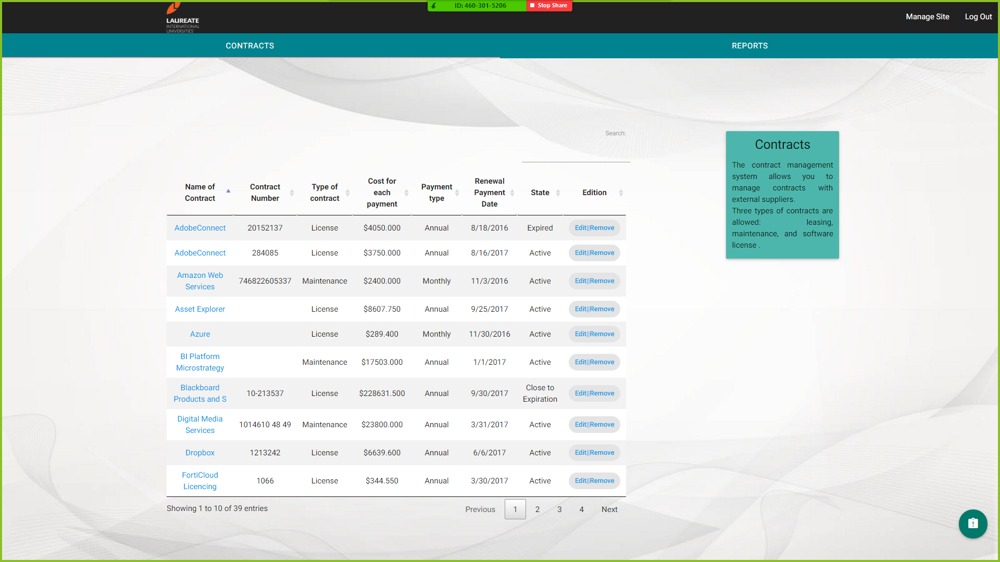 ID: 460-301-5206 Stop Share
LAUREATE
INTERNATIONAL
UNIVERSITIES
Manage Site Log Out
CONTRACTS REPORTS
Search:
Name of Contract Contract Number Type of contract Cost for each payment Payment type Renewal Payment Date State Edition
AdobeConnect 20152137 License $4050.000 Annual 8/18/2016 Expired Edit||Remove
AdobeConnect 284085 License $3750.000 Annual 8/16/2017 Active Edit||Remove
Amazon Web Services 746822605337 Maintenance $2400.000 Monthly 11/3/2016 Active Edit||Remove
Asset Explorer License $8607.750 Annual 9/25/2017 Active Edit||Remove
Azure License $289.400 Monthly 11/30/2016 Active Edit||Remove
BI Platform Microstrategy Maintenance $17503.000 Annual 1/1/2017 Active Edit||Remove
Blackboard Products and S 10-213537 License $228631.500 Annual 9/30/2017 Close to Expiration Edit||Remove
Digital Media Services 1014610 48 49 Maintenance $23800.000 Annual 3/31/2017 Active Edit||Remove
Dropbox 1213242 License $6639.600 Annual 6/6/2017 Active Edit||Remove
FortiCloud Licencing 1066 License $344.550 Annual 3/30/2017 Active Edit||Remove
Showing 1 to 10 of 39 entries
Previous 1 2 3 4 Next
Contracts
The contract management
system allows you to
manage contracts with
external suppliers.
Three types of contracts are
allowed: leasing,
maintenance, and software
license .